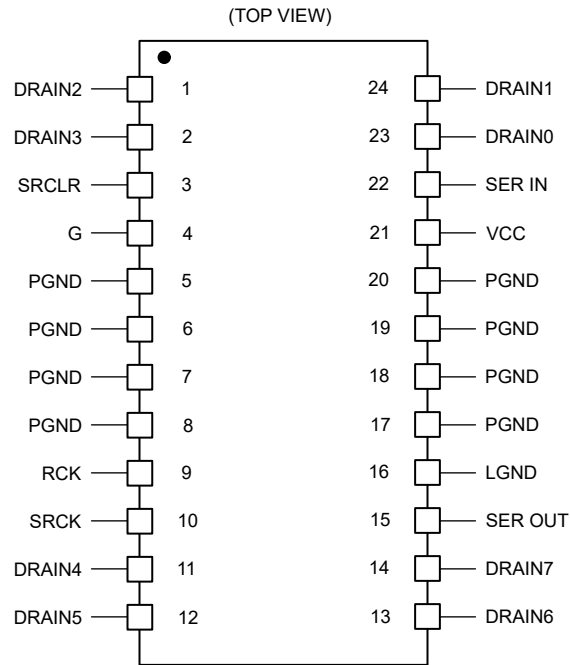 (TOP VIEW)
DRAIN2 1 24 DRAIN1
DRAIN3 2 23 DRAIN0
SRCLR 3 22 SER IN
G 4 21 VCC
PGND 5 20 PGND
PGND 6 19 PGND
PGND 7 18 PGND
PGND 8 17 PGND
RCK 9 16 LGND
SRCK 10 15 SER OUT
DRAIN4 11 14 DRAIN7
DRAIN5 12 13 DRAIN6